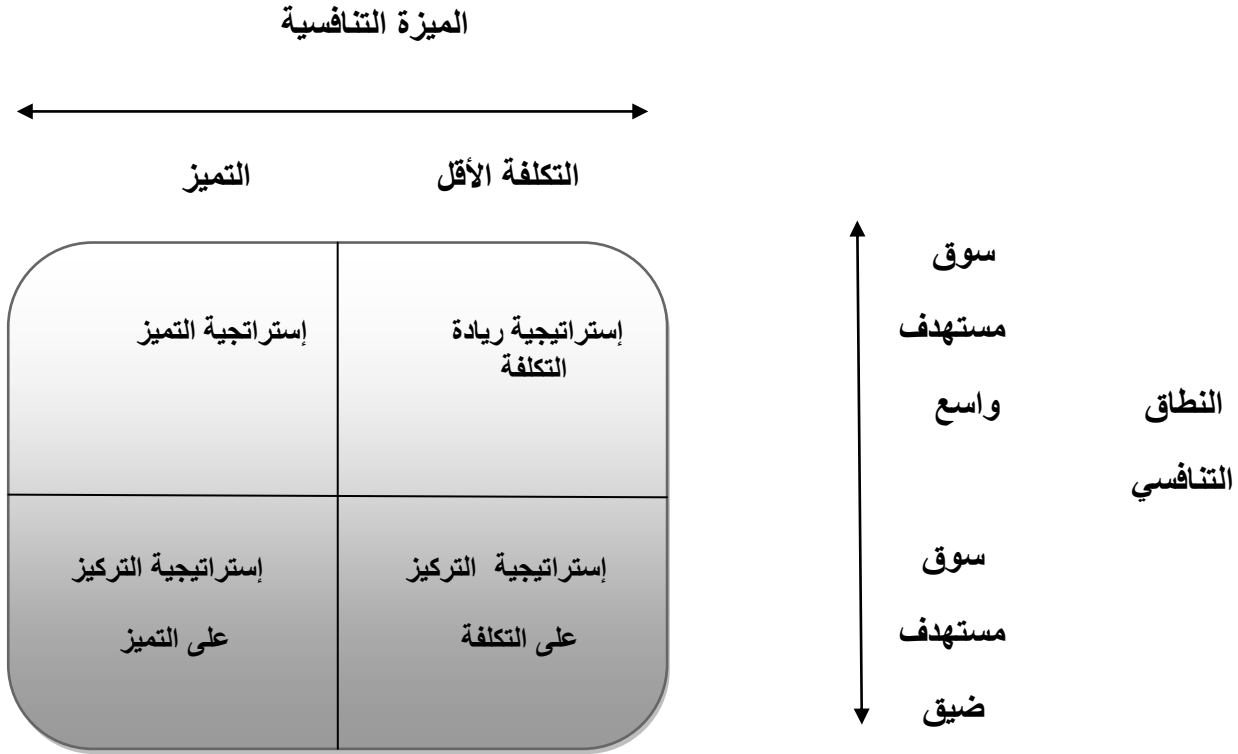 الميزة التنافسية
التكلفة الأقل
التميز
إستراتيجية ريادة
التكلفة
إستراتجية التميز
إستراتيجية التركيز
على التكلفة
إستراتيجية التركيز
على التميز
النطاق
التنافسي
سوق
مستهدف
واسع
سوق
مستهدف
ضيق